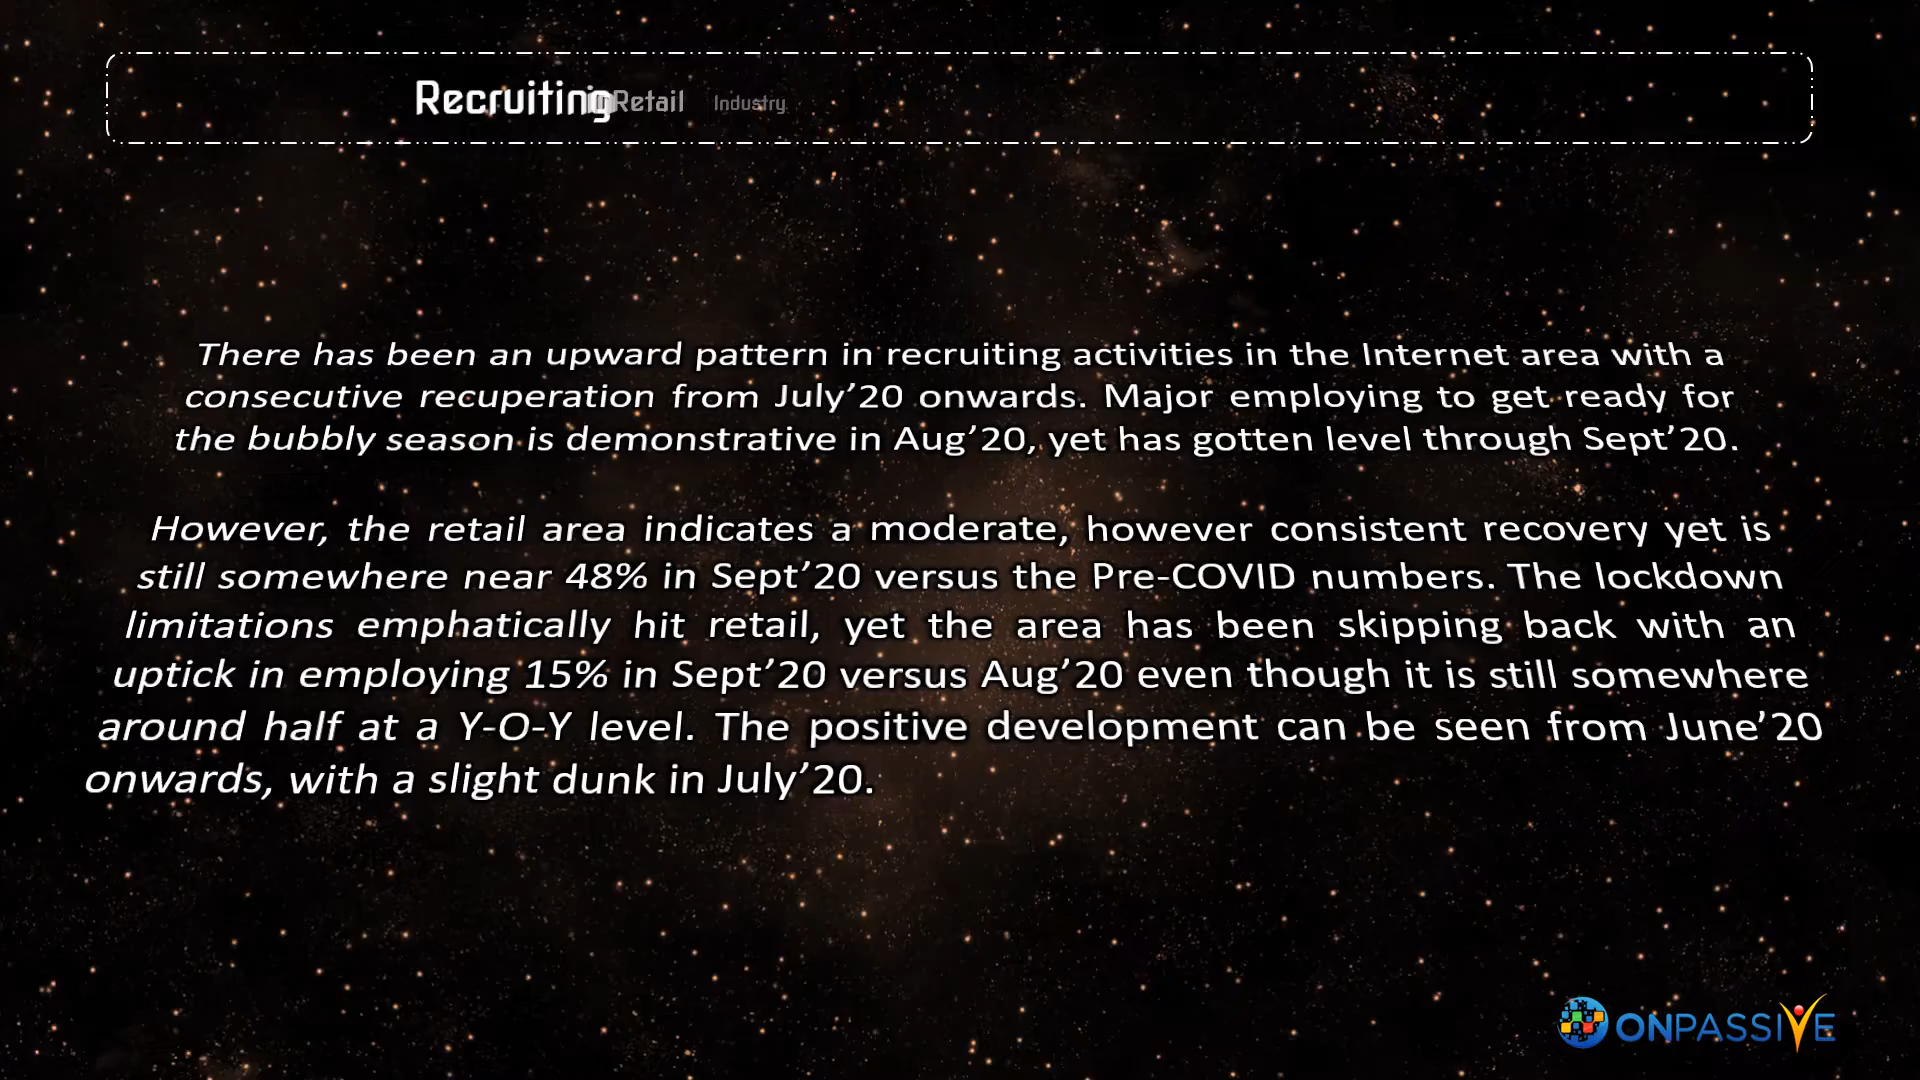 Recruiting in Retail Industry
There has been an upward pattern in recruiting activities in the Internet area with a
consecutive recuperation from July’20 onwards. Major employing to get ready for
the bubbly season is demonstrative in Aug’20, yet has gotten level through Sept’20.
However, the retail area indicates a moderate, however consistent recovery yet is
still somewhere near 48% in Sept’20 versus the Pre-COVID numbers. The lockdown
limitations emphatically hit retail, yet the area has been skipping back with an
uptick in employing 15% in Sept’20 versus Aug’20 even though it is still somewhere
around half at a Y-O-Y level. The positive development can be seen from June’20
onwards, with a slight dunk in July’20.
ONPASSIVE